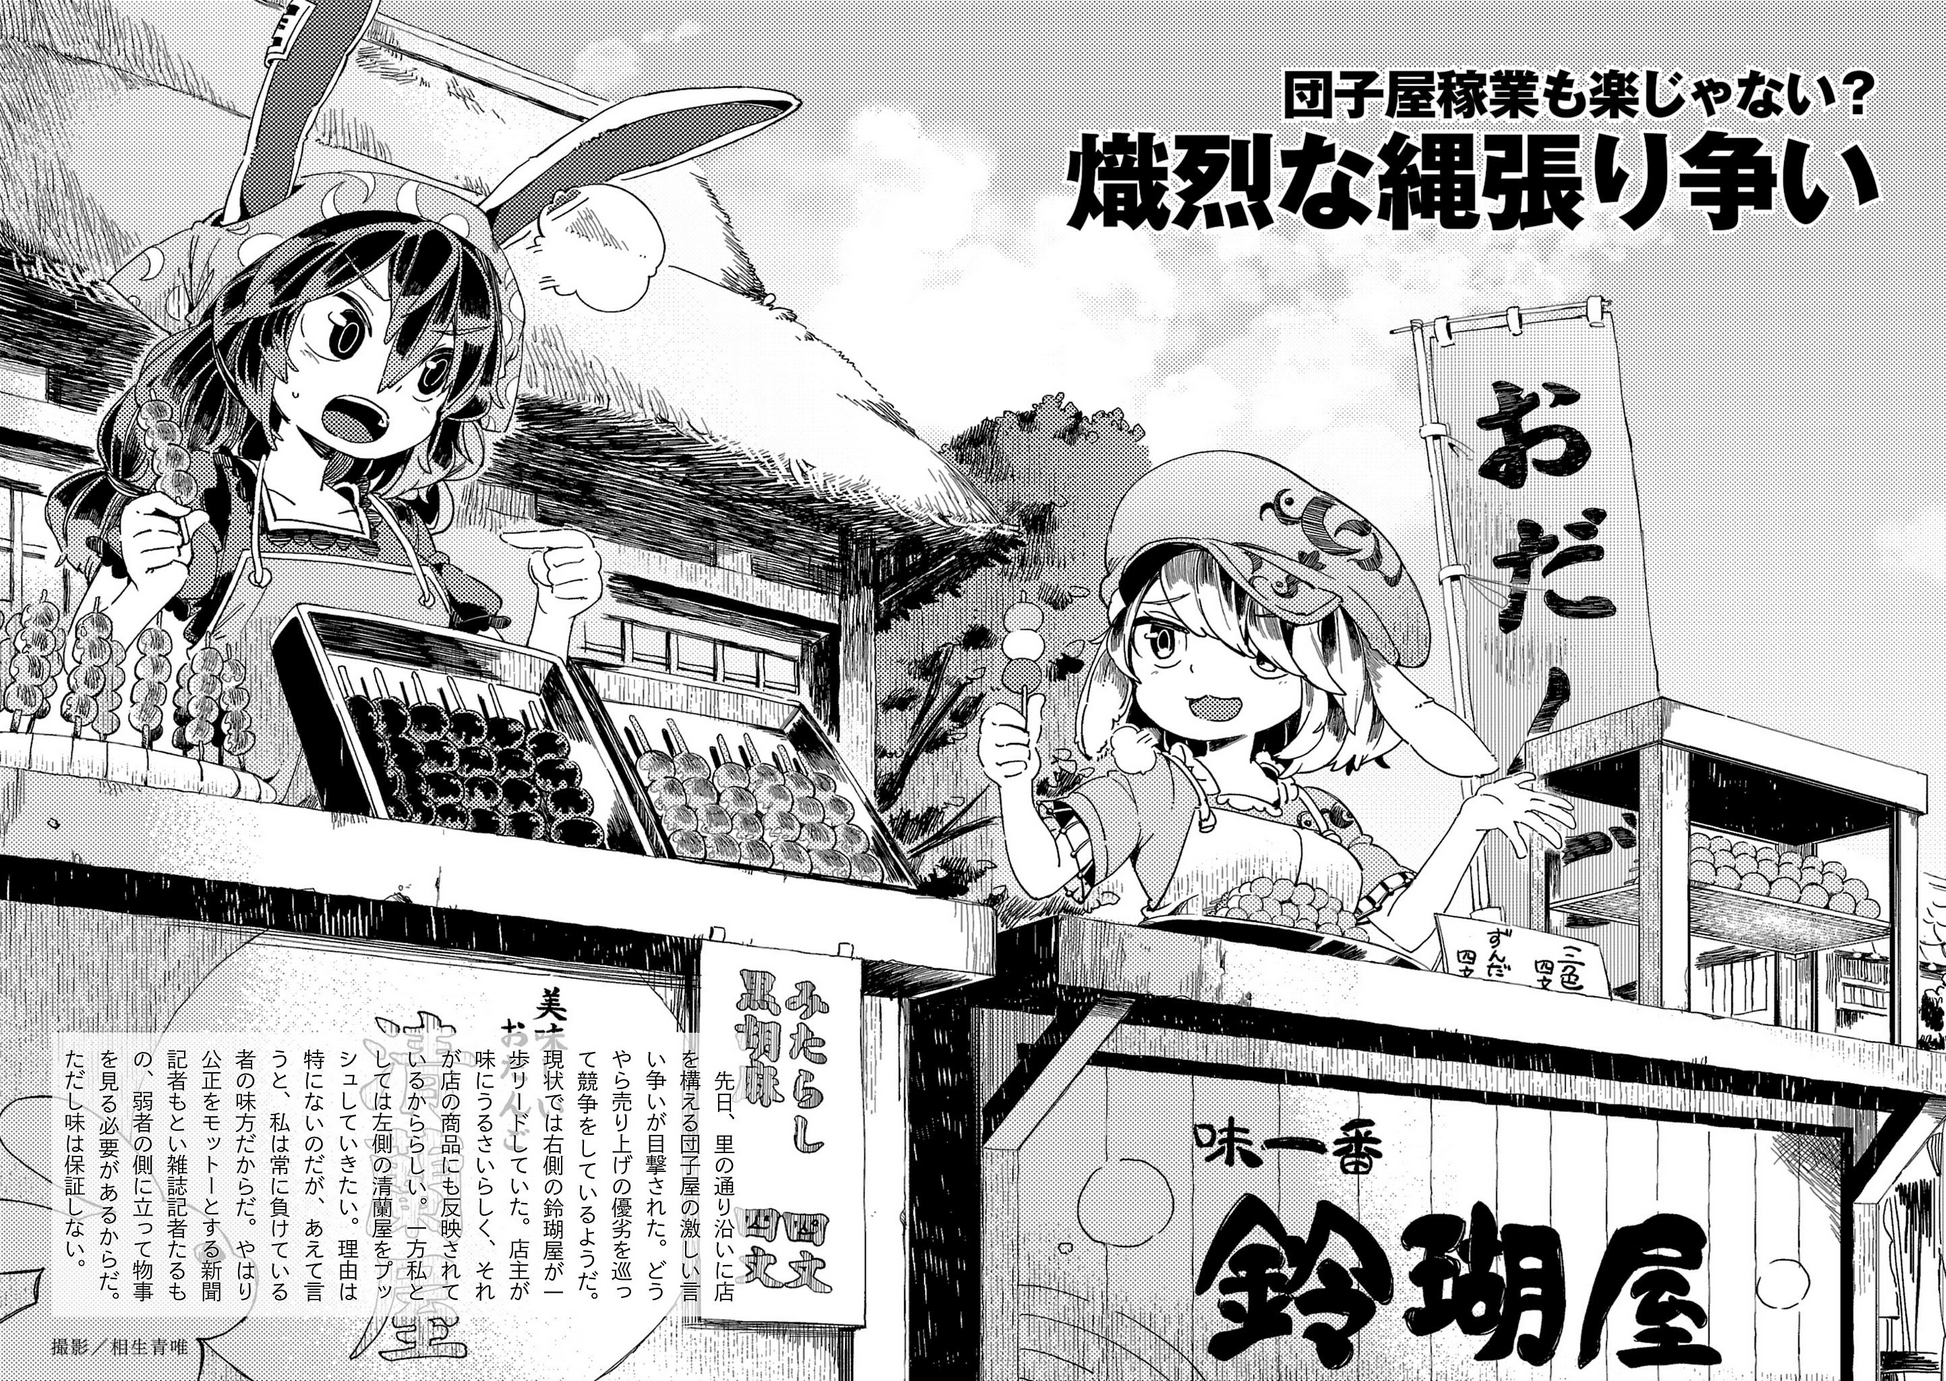 団子屋稼業も楽じゃない？
熾烈な縄張り争い
おだんご
三色
四文
ずんだ
四文
味一番
鈴瑚屋
みたらし 四文
黒胡麻 四文
美味しい
おだんご
清蘭屋
先日、里の通り沿いに店
を構える団子屋の激しい言
い争いが目撃された。どう
やら売り上げの優劣を巡っ
て競争をしているようだ。
現状では右側の鈴瑚屋が一
歩リードしていた。店主が
味にうるさいらしく、それ
が店の商品にも反映されて
いるかららしい。一方私と
しては左側の清蘭屋をプッ
シュしていきたい。理由は
特にないのだが、あえて言
うと、私は常に負けている
者の味方だからだ。やはり
公正をモットーとする新聞
記者もとい雑誌記者たるも
の、弱者の側に立って物事
を見る必要があるからだ。
ただし味は保証しない。
撮影／相生青唯